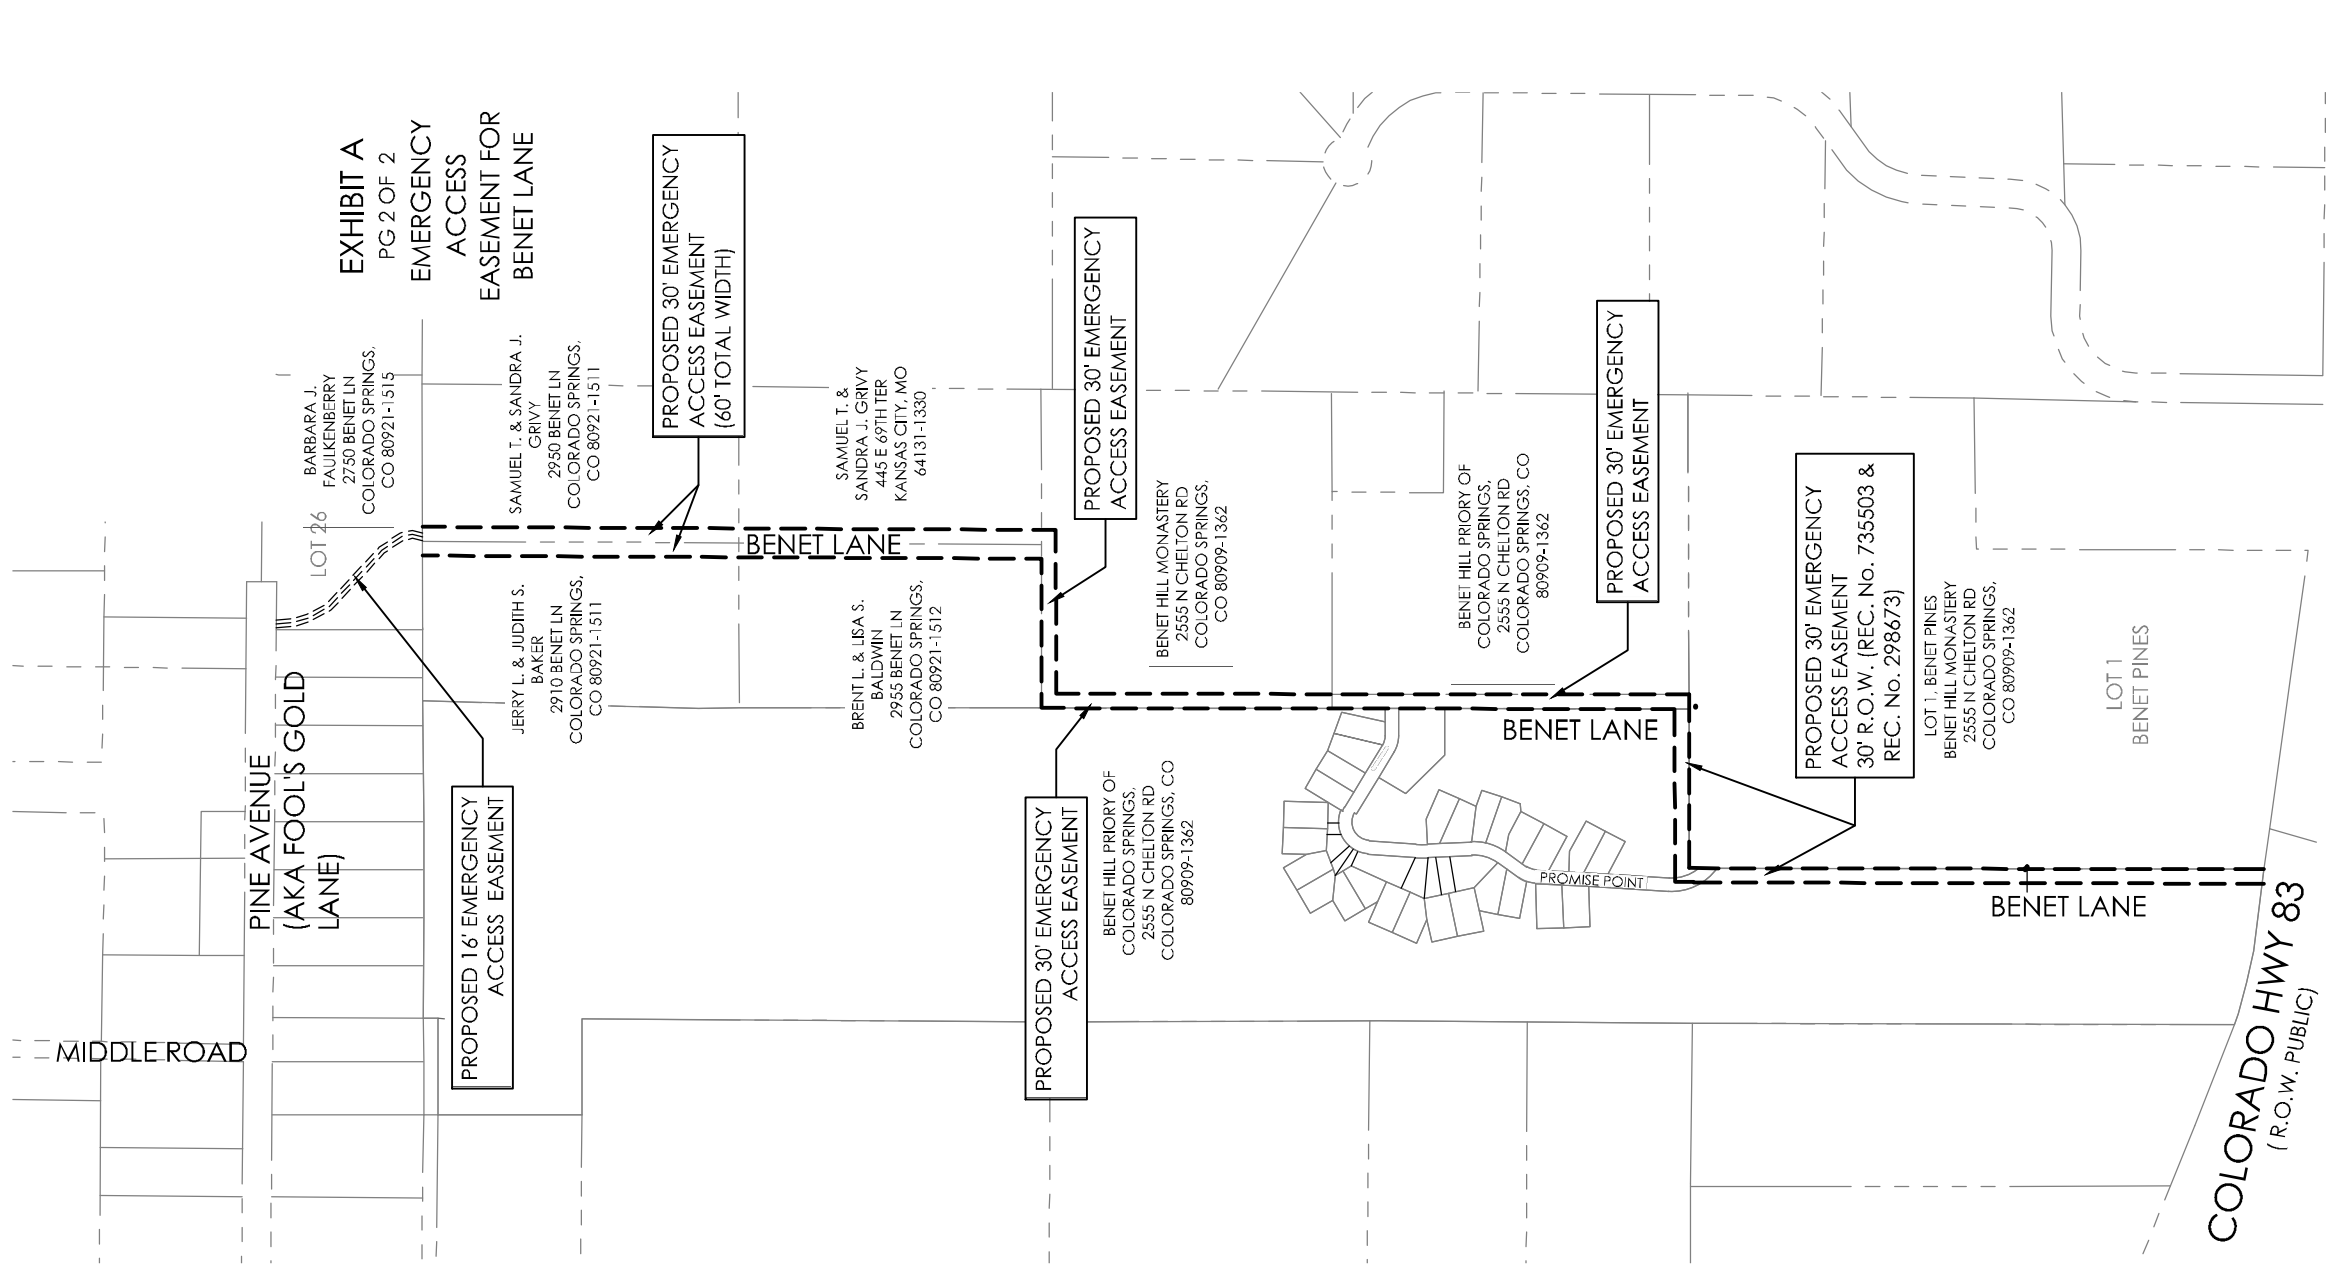 EXHIBIT A
PG 2 OF 2
EMERGENCY
ACCESS
EASEMENT FOR
BENET LANE
BARBARA J.
FAULKENBERRY
2750 BENET LN
COLORADO SPRINGS,
CO 80921-1515
LOT 26
SAMUEL T. & SANDRA J.
GRIVY
2950 BENET LN
COLORADO SPRINGS,
CO 80921-1511
PROPOSED 30' EMERGENCY
ACCESS EASEMENT
(60' TOTAL WIDTH)
SAMUEL T. &
SANDRA J. GRIVY
445 E 69TH TER
KANSAS CITY, MO
64131-1330
BENET LANE
PROPOSED 30' EMERGENCY
ACCESS EASEMENT
BENET HILL MONASTERY
2555 N CHELTON RD
COLORADO SPRINGS,
CO 80909-1362
BENET HILL PRIORY OF
COLORADO SPRINGS,
2555 N CHELTON RD
COLORADO SPRINGS, CO
80909-1362
PROPOSED 30' EMERGENCY
ACCESS EASEMENT
PROPOSED 30' EMERGENCY
ACCESS EASEMENT
30' R.O.W. (REC. No. 735503 &
REC. No. 298673)
LOT 1, BENET PINES
BENET HILL MONASTERY
2555 N CHELTON RD
COLORADO SPRINGS,
CO 80909-1362
LOT 1
BENET PINES
JERRY L. & JUDITH S.
BAKER
2910 BENET LN
COLORADO SPRINGS,
CO 80921-1511
BRENT L. & LISA S.
BALDWIN
2955 BENET LN
COLORADO SPRINGS,
CO 80921-1512
PINE AVENUE
(AKA FOOL'S GOLD
LANE)
MIDDLE ROAD
PROPOSED 16' EMERGENCY
ACCESS EASEMENT
PROPOSED 30' EMERGENCY
ACCESS EASEMENT
BENET HILL PRIORY OF
COLORADO SPRINGS,
2555 N CHELTON RD
COLORADO SPRINGS, CO
80909-1362
BENET LANE
PROMISE POINT
BENET LANE
COLORADO HWY 83
( R.O.W. PUBLIC)